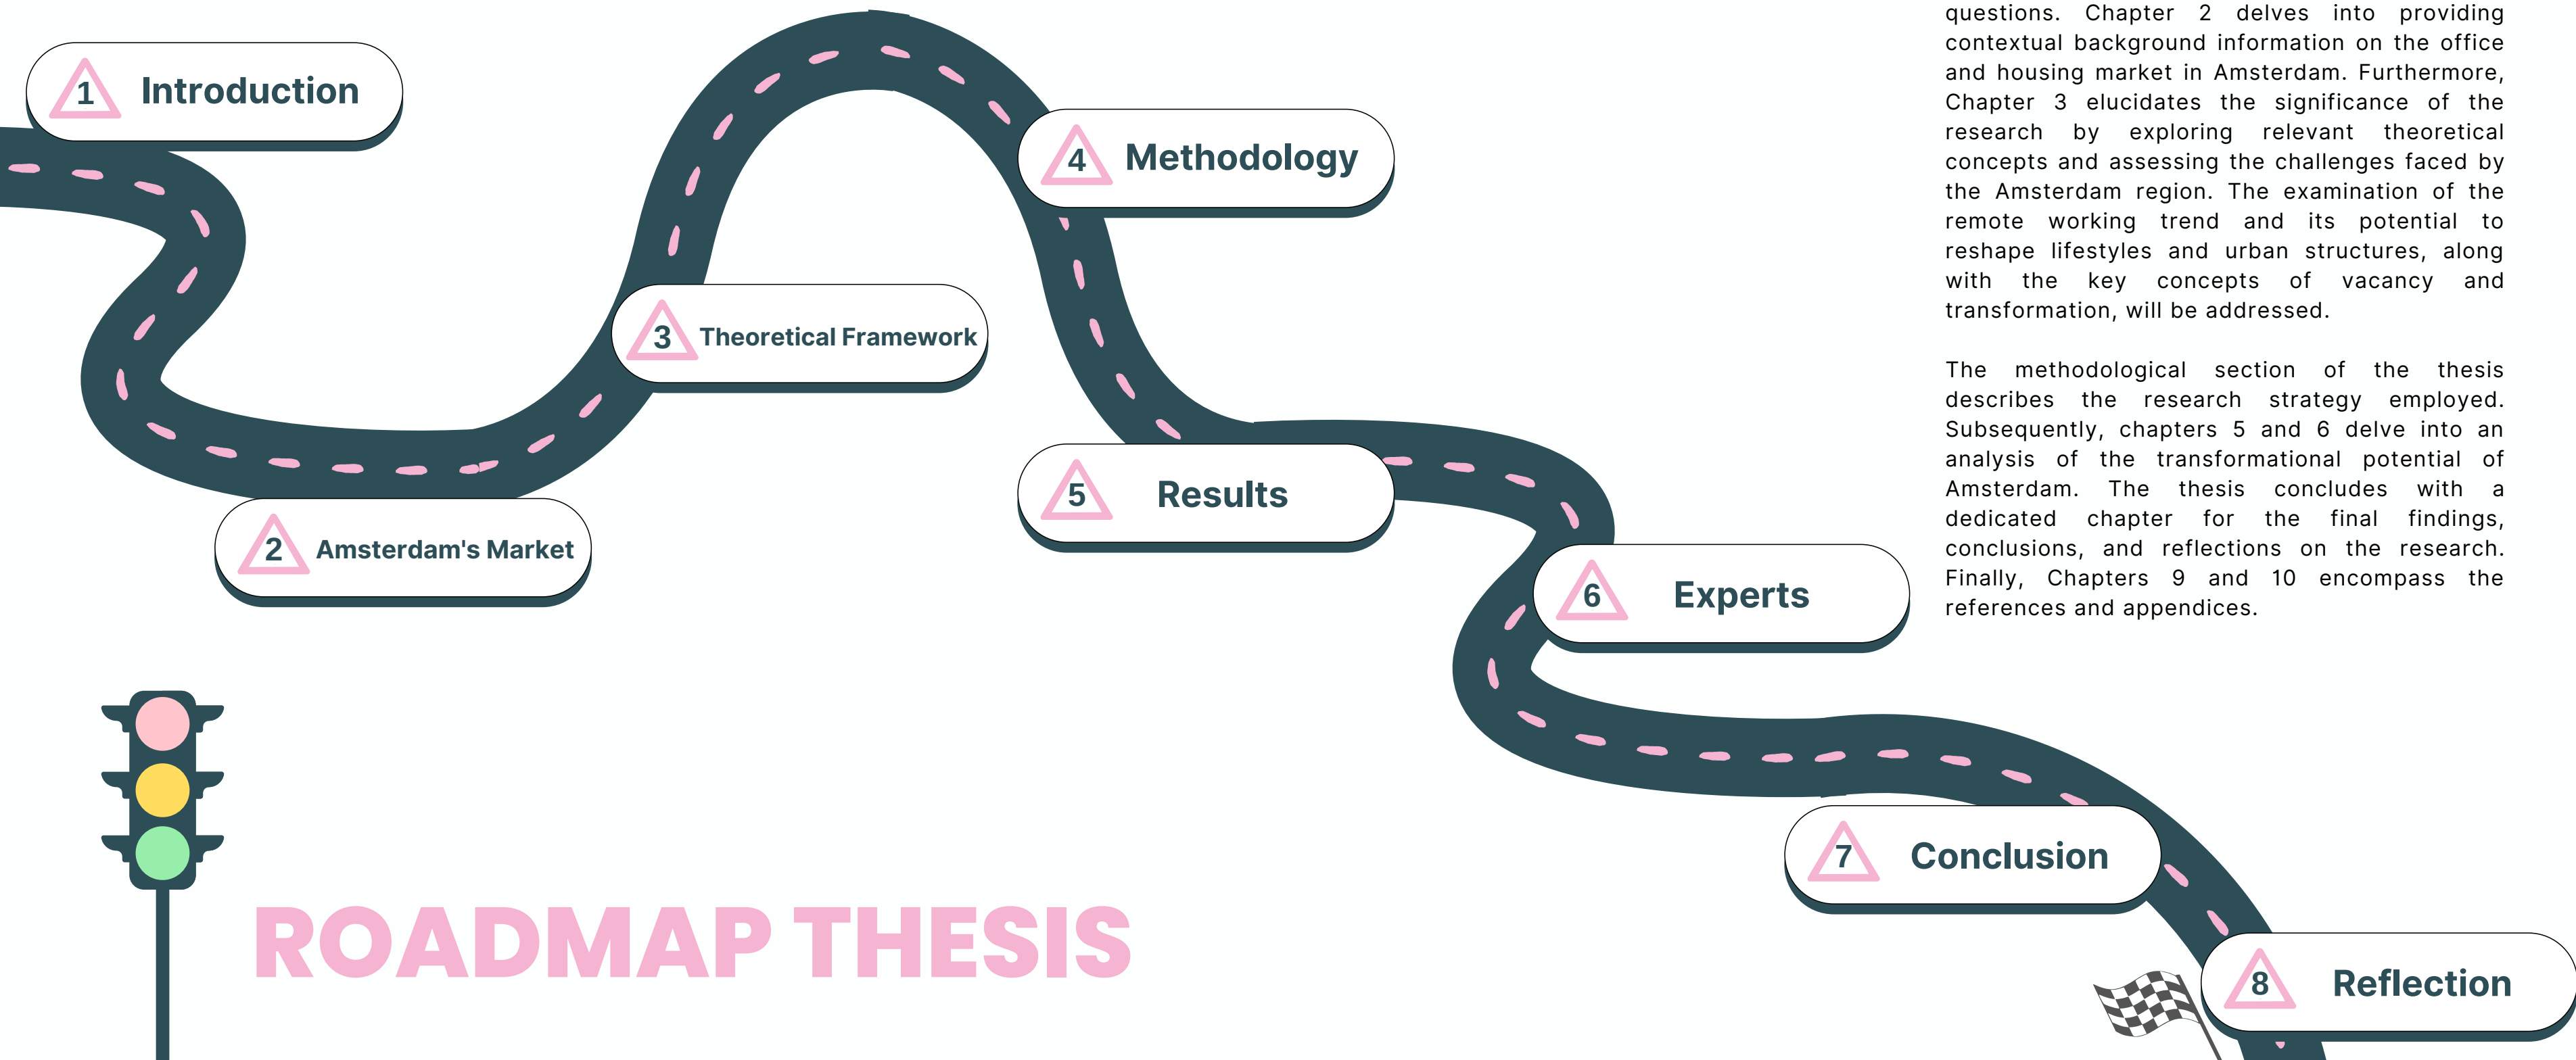 1 Introduction
2 Amsterdam's Market
3 Theoretical Framework
4 Methodology
5 Results
6 Experts
7 Conclusion
8 Reflection
ROADMAP THESIS
questions. Chapter 2 delves into providing
contextual background information on the office
and housing market in Amsterdam. Furthermore,
Chapter 3 elucidates the significance of the
research by exploring relevant theoretical
concepts and assessing the challenges faced by
the Amsterdam region. The examination of the
remote working trend and its potential to
reshape lifestyles and urban structures, along
with the key concepts of vacancy and
transformation, will be addressed.
The methodological section of the thesis
describes the research strategy employed.
Subsequently, chapters 5 and 6 delve into an
analysis of the transformational potential of
Amsterdam. The thesis concludes with a
dedicated chapter for the final findings,
conclusions, and reflections on the research.
Finally, Chapters 9 and 10 encompass the
references and appendices.